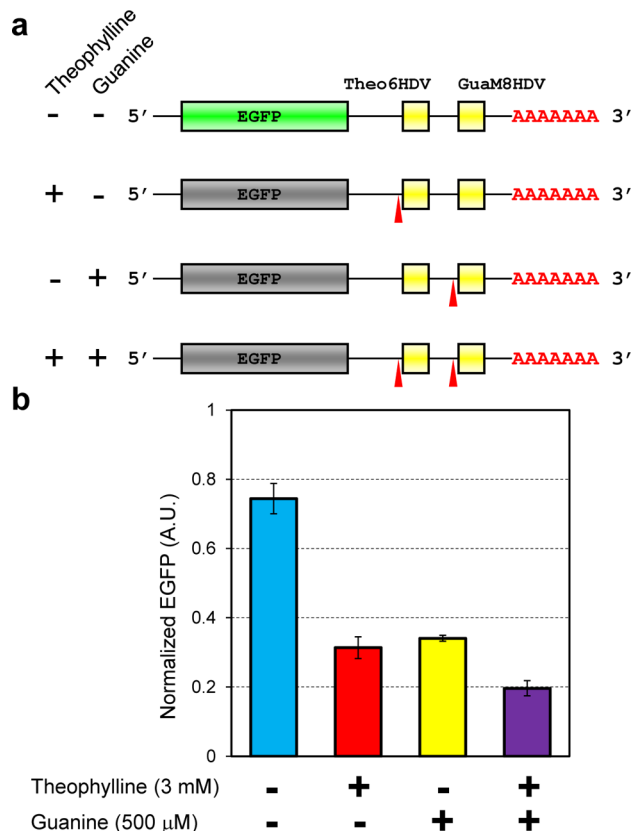 a
Theophylline
Guanine
Theo6HDV GuaM8HDV
- - 5′ EGFP AAAAAAA 3′
+ - 5′ EGFP AAAAAAA 3′
- + 5′ EGFP AAAAAAA 3′
+ + 5′ EGFP AAAAAAA 3′
b
Normalized EGFP (A.U.)
1
0.8
0.6
0.4
0.2
0
Theophylline (3 mM) - + - +
Guanine (500 μM) - - + +